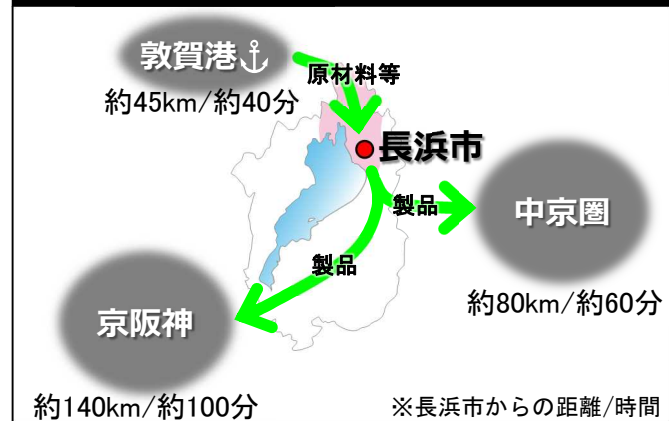 敦賀港⚓
原材料等
約45km/約40分
長浜市
製品
中京圏
製品
約80km/約60分
京阪神
約140km/約100分
※長浜市からの距離/時間